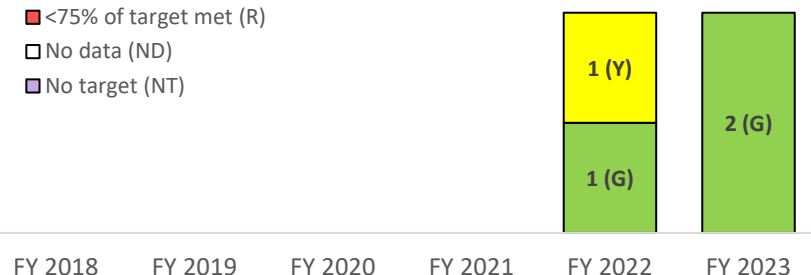 <75% of target met (R)
No data (ND)
No target (NT)
1 (Y)
2 (G)
1 (G)
FY 2018 FY 2019 FY 2020 FY 2021 FY 2022 FY 2023